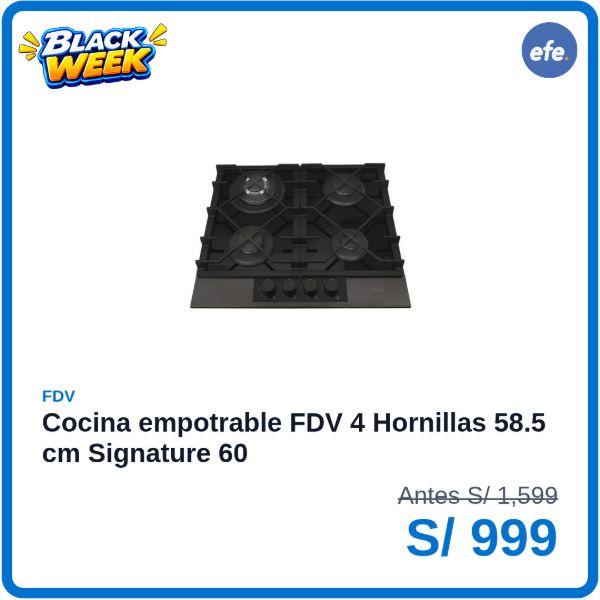 BLACK
WEEK
efe.
FDV
Cocina empotrable FDV 4 Hornillas 58.5
cm Signature 60
Antes S/ 1,599
S/ 999